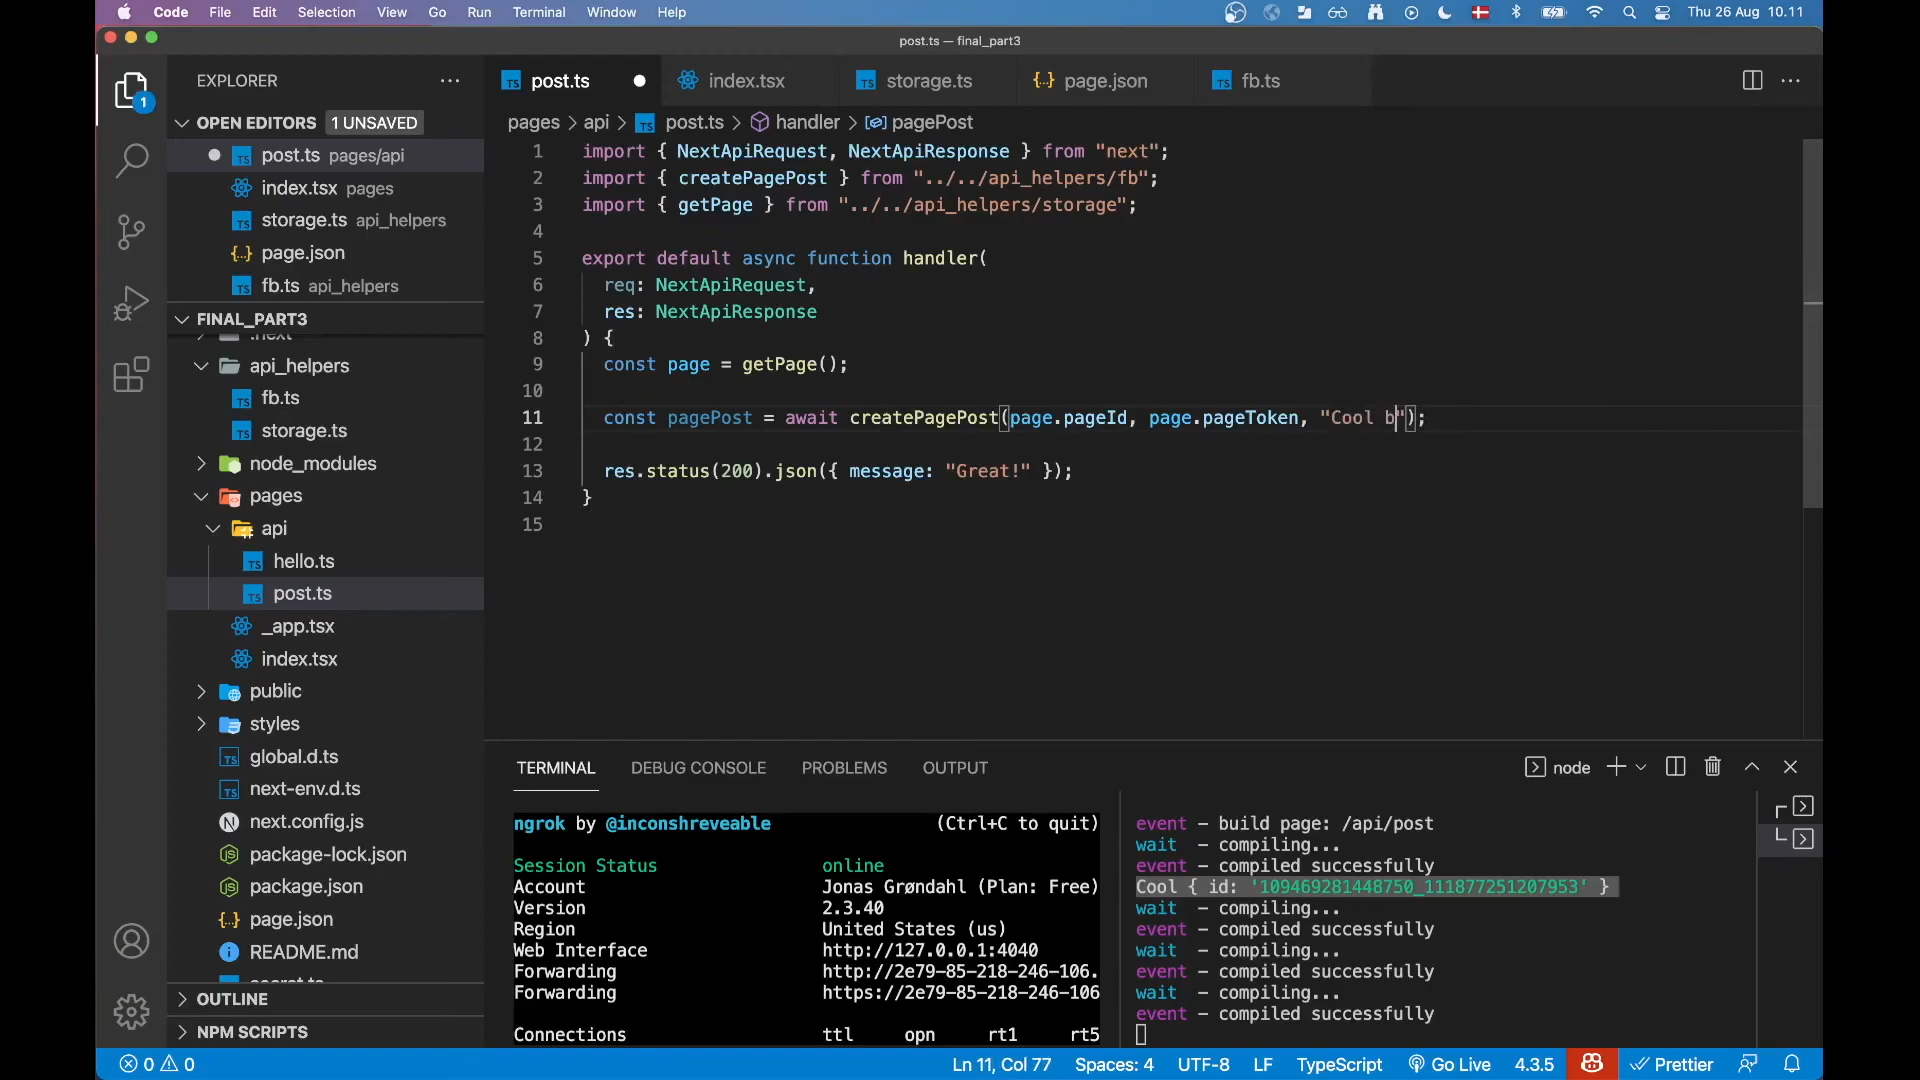 Code File Edit Selection View Go Run Terminal Window Help Thu 26 Aug 10.11
post.ts — final_part3
EXPLORER
post.ts index.tsx storage.ts page.json fb.ts
OPEN EDITORS 1 UNSAVED
post.ts pages/api
index.tsx pages
storage.ts api_helpers
page.json
fb.ts api_helpers
FINAL_PART3
.next
api_helpers
fb.ts
storage.ts
node_modules
pages
api
hello.ts
post.ts
_app.tsx
index.tsx
public
styles
global.d.ts
next-env.d.ts
next.config.js
package-lock.json
package.json
page.json
README.md
OUTLINE
NPM SCRIPTS
pages > api > post.ts > handler > pagePost
1 import { NextApiRequest, NextApiResponse } from "next";
2 import { createPagePost } from "../../api_helpers/fb";
3 import { getPage } from "../../api_helpers/storage";
4
5 export default async function handler(
6 req: NextApiRequest,
7 res: NextApiResponse
8 ) {
9 const page = getPage();
10
11 const pagePost = await createPagePost(page.pageId, page.pageToken, "Cool b");
12
13 res.status(200).json({ message: "Great!" });
14 }
15
TERMINAL DEBUG CONSOLE PROBLEMS OUTPUT node
ngrok by @inconshreveable (Ctrl+C to quit)
Session Status online
Account Jonas Grøndahl (Plan: Free)
Version 2.3.40
Region United States (us)
Web Interface http://127.0.0.1:4040
Forwarding http://2e79-85-218-246-106.
Forwarding https://2e79-85-218-246-106
Connections ttl opn rt1 rt5
event - build page: /api/post
wait - compiling...
event - compiled successfully
Cool { id: '109469281448750_111877251207953' }
wait - compiling...
event - compiled successfully
wait - compiling...
event - compiled successfully
wait - compiling...
event - compiled successfully
0 0 Ln 11, Col 77 Spaces: 4 UTF-8 LF TypeScript Go Live 4.3.5 Prettier